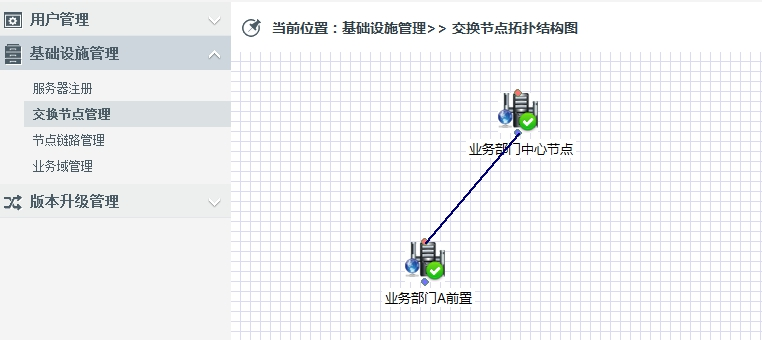 用户管理
基础设施管理
服务器注册
交换节点管理
节点链路管理
业务域管理
版本升级管理
当前位置：基础设施管理>> 交换节点拓扑结构图
业务部门中心节点
业务部门A前置